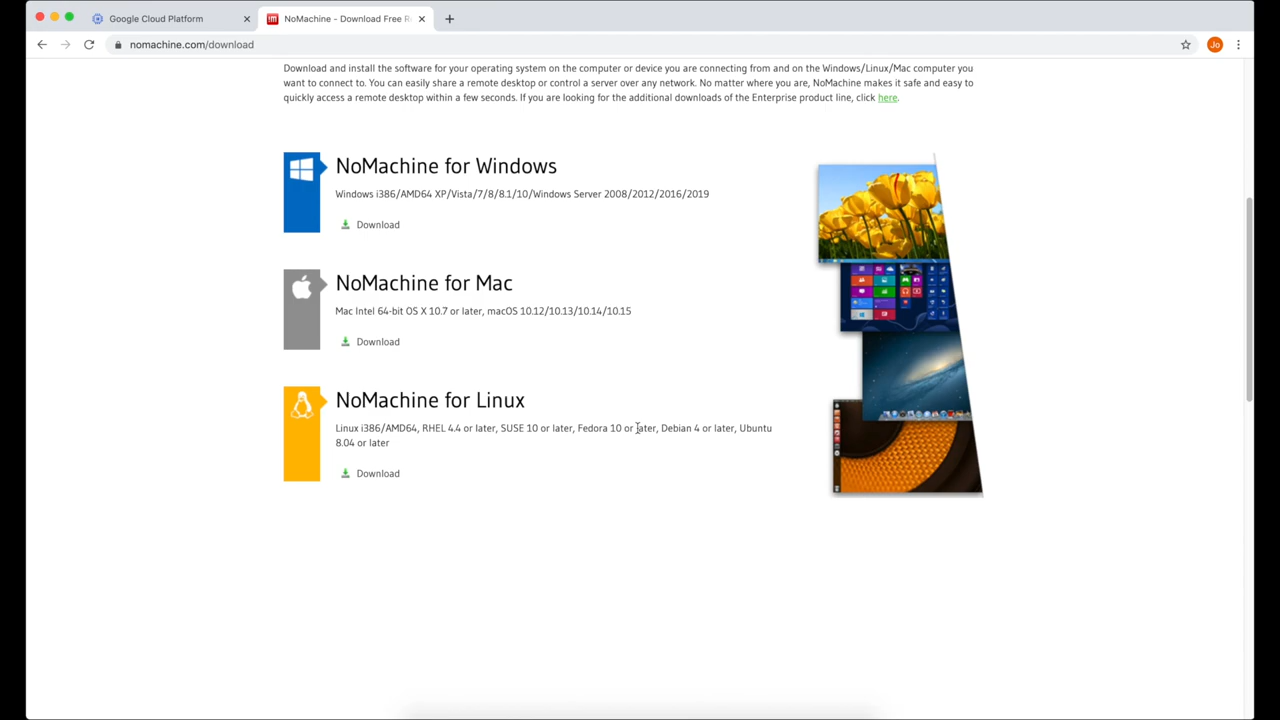 Google Cloud Platform
NoMachine - Download Free R
nomachine.com/download
Jo
Download and install the software for your operating system on the computer or device you are connecting from and on the Windows/Linux/Mac computer you
want to connect to. You can easily share a remote desktop or control a server over any network. No matter where you are, NoMachine makes it safe and easy to
quickly access a remote desktop within a few seconds. If you are looking for the additional downloads of the Enterprise product line, click here.
NoMachine for Windows
Windows i386/AMD64 XP/Vista/7/8/8.1/10/Windows Server 2008/2012/2016/2019
Download
NoMachine for Mac
Mac Intel 64-bit OS X 10.7 or later, macOS 10.12/10.13/10.14/10.15
Download
NoMachine for Linux
Linux i386/AMD64, RHEL 4.4 or later, SUSE 10 or later, Fedora 10 or later, Debian 4 or later, Ubuntu
8.04 or later
Download